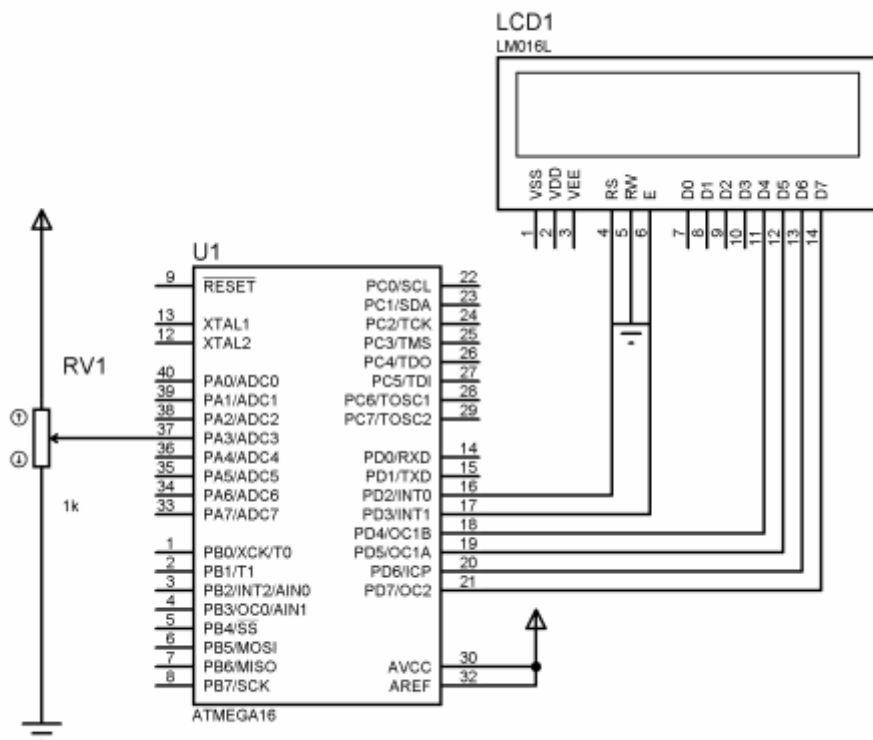 LCD1
LM016L
VSS
VDD
VEE
RS
RW
E
D0
D1
D2
D3
D4
D5
D6
D7
1
2
3
4
5
6
7
8
9
10
11
12
13
14
U1
9 RESET PC0/SCL 22
PC1/SDA 23
13 XTAL1 PC2/TCK 24
12 XTAL2 PC3/TMS 25
PC4/TDO 26
RV1
40 PA0/ADC0 PC5/TDI 27
39 PA1/ADC1 PC6/TOSC1 28
38 PA2/ADC2 PC7/TOSC2 29
37 PA3/ADC3
36 PA4/ADC4 PD0/RXD 14
35 PA5/ADC5 PD1/TXD 15
34 PA6/ADC6 PD2/INT0 16
1k
33 PA7/ADC7 PD3/INT1 17
PD4/OC1B 18
1 PB0/XCK/T0 PD5/OC1A 19
2 PB1/T1 PD6/ICP 20
3 PB2/INT2/AIN0 PD7/OC2 21
4 PB3/OC0/AIN1
5 PB4/SS
6 PB5/MOSI
7 PB6/MISO AVCC 30
8 PB7/SCK AREF 32
ATMEGA16